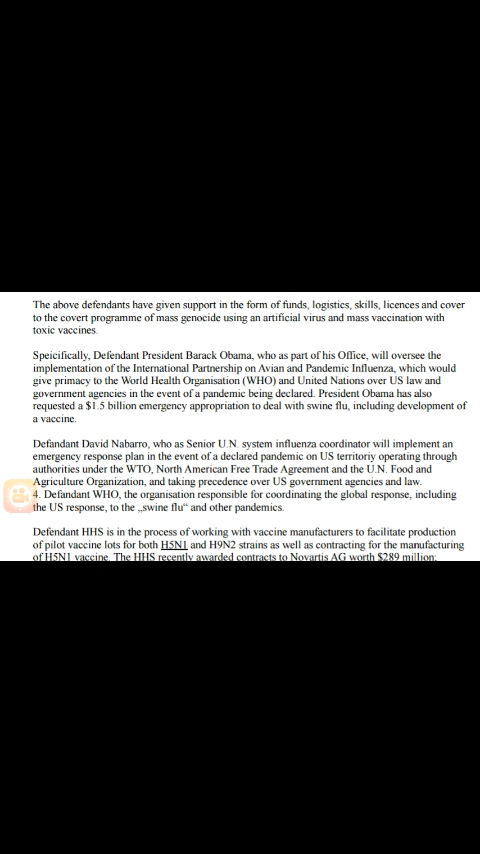 The above defendants have given support in the form of funds, logistics, skills, licences and cover
to the covert programme of mass genocide using an artificial virus and mass vaccination with
toxic vaccines.
Speicifically, Defendant President Barack Obama, who as part of his Office, will oversee the
implementation of the International Partnership on Avian and Pandemic Influenza, which would
give primacy to the World Health Organisation (WHO) and United Nations over US law and
government agencies in the event of a pandemic being declared. President Obama has also
requested a $1.5 billion emergency appropriation to deal with swine flu, including development of
a vaccine.
Defandant David Nabarro, who as Senior U.N. system influenza coordinator will implement an
emergency response plan in the event of a declared pandemic on US territoriy operating through
authorities under the WTO, North American Free Trade Agreement and the U.N. Food and
Agriculture Organization, and taking precedence over US government agencies and law.
4. Defendant WHO, the organisation responsible for coordinating the global response, including
the US response, to the „swine flu“ and other pandemics.
Defendant HHS is in the process of working with vaccine manufacturers to facilitate production
of pilot vaccine lots for both H5N1 and H9N2 strains as well as contracting for the manufacturing
of H5N1 vaccine. The HHS recently awarded contracts to Novartis AG worth $289 million;